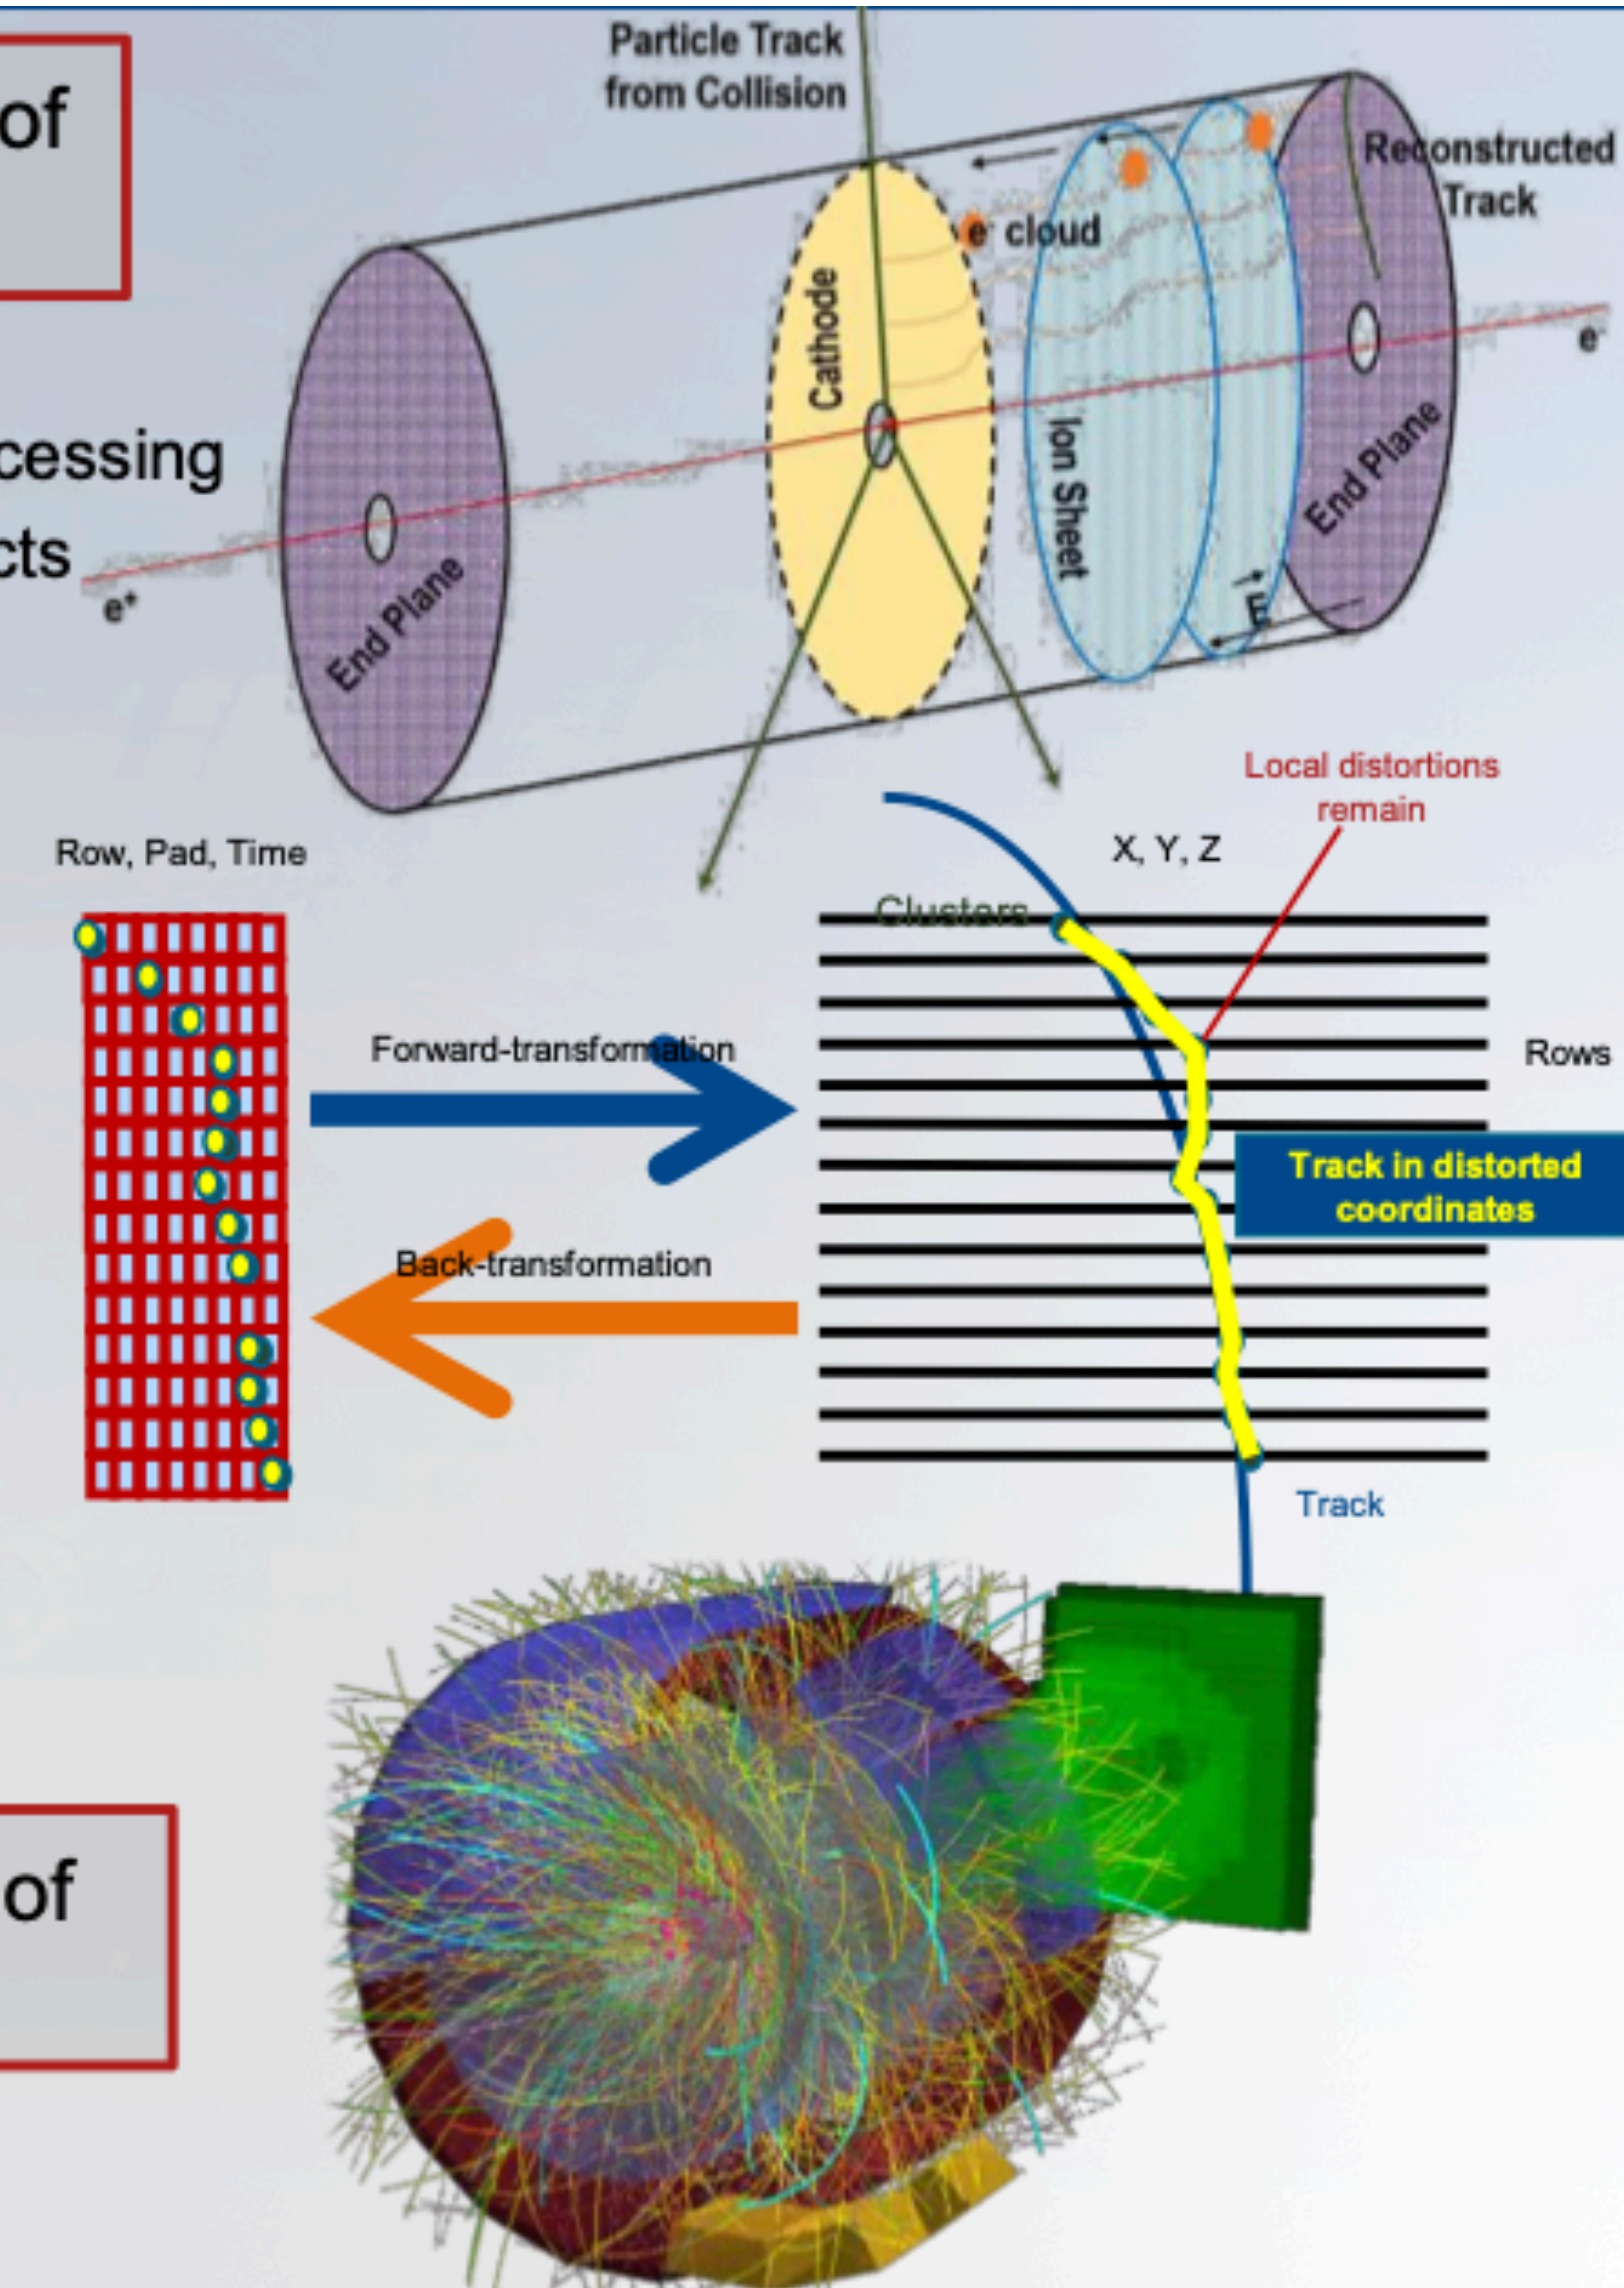 of
cessing
cts
Particle Track
from Collision
Reconstructed
Track
e⁻ cloud
Cathode
Ion Sheet
End Plane
E
e⁻
End Plane
e⁺
Local distortions
remain
Row, Pad, Time
X, Y, Z
Clusters
Forward-transformation
Rows
Track in distorted
coordinates
Back-transformation
Track
of